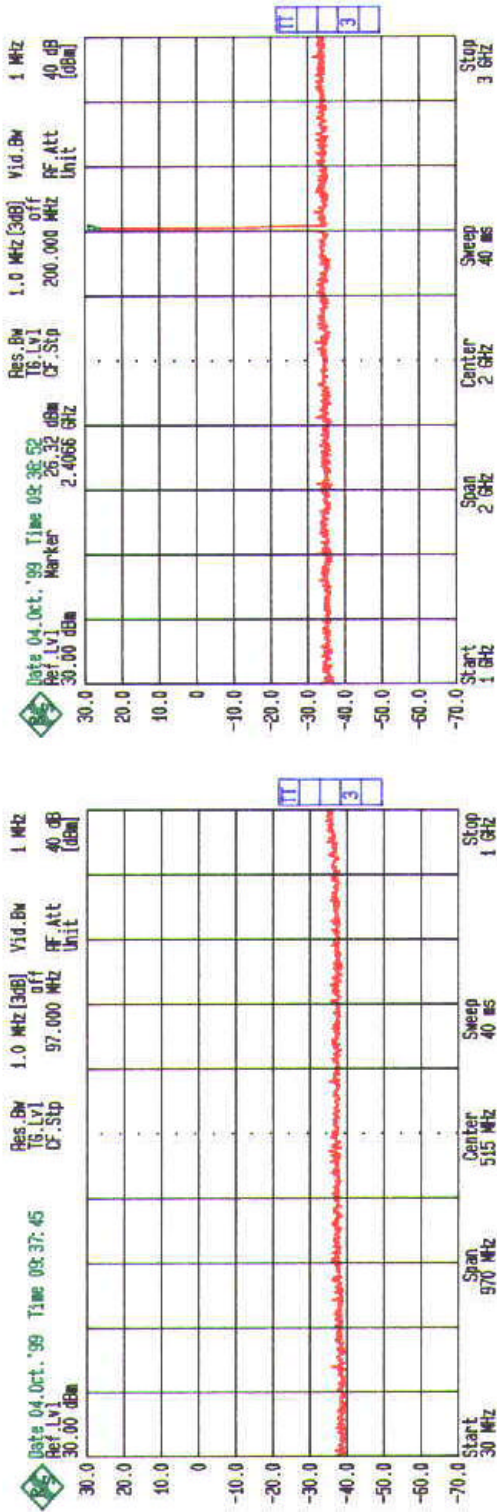 Date 04.Oct.'99 Time 09:37:45
Ref.Lvl
30.00 dBm
Res.Bw 1.0 MHz[3dB] Vid.Bw 1 MHz
TG.Lvl off
CF.Stp 97.000 MHz RF.Att 40 dB
Unit [dBm]
30.0
20.0
10.0
0
-10.0
-20.0
-30.0
-40.0
-50.0
-60.0
-70.0
Start Span Center Sweep Stop
30 MHz 970 MHz 515 MHz 40 ms 1 GHz
TT
3
Date 04.Oct.'99 Time 09:38:52
Ref.Lvl Marker 26.32 dBm
30.00 dBm 2.4066 GHz
Res.Bw 1.0 MHz[3dB] Vid.Bw 1 MHz
TG.Lvl off
CF.Stp 200.000 MHz RF.Att 40 dB
Unit [dBm]
30.0
20.0
10.0
0
-10.0
-20.0
-30.0
-40.0
-50.0
-60.0
-70.0
Start Span Center Sweep Stop
1 GHz 2 GHz 2 GHz 40 ms 3 GHz
TT
3